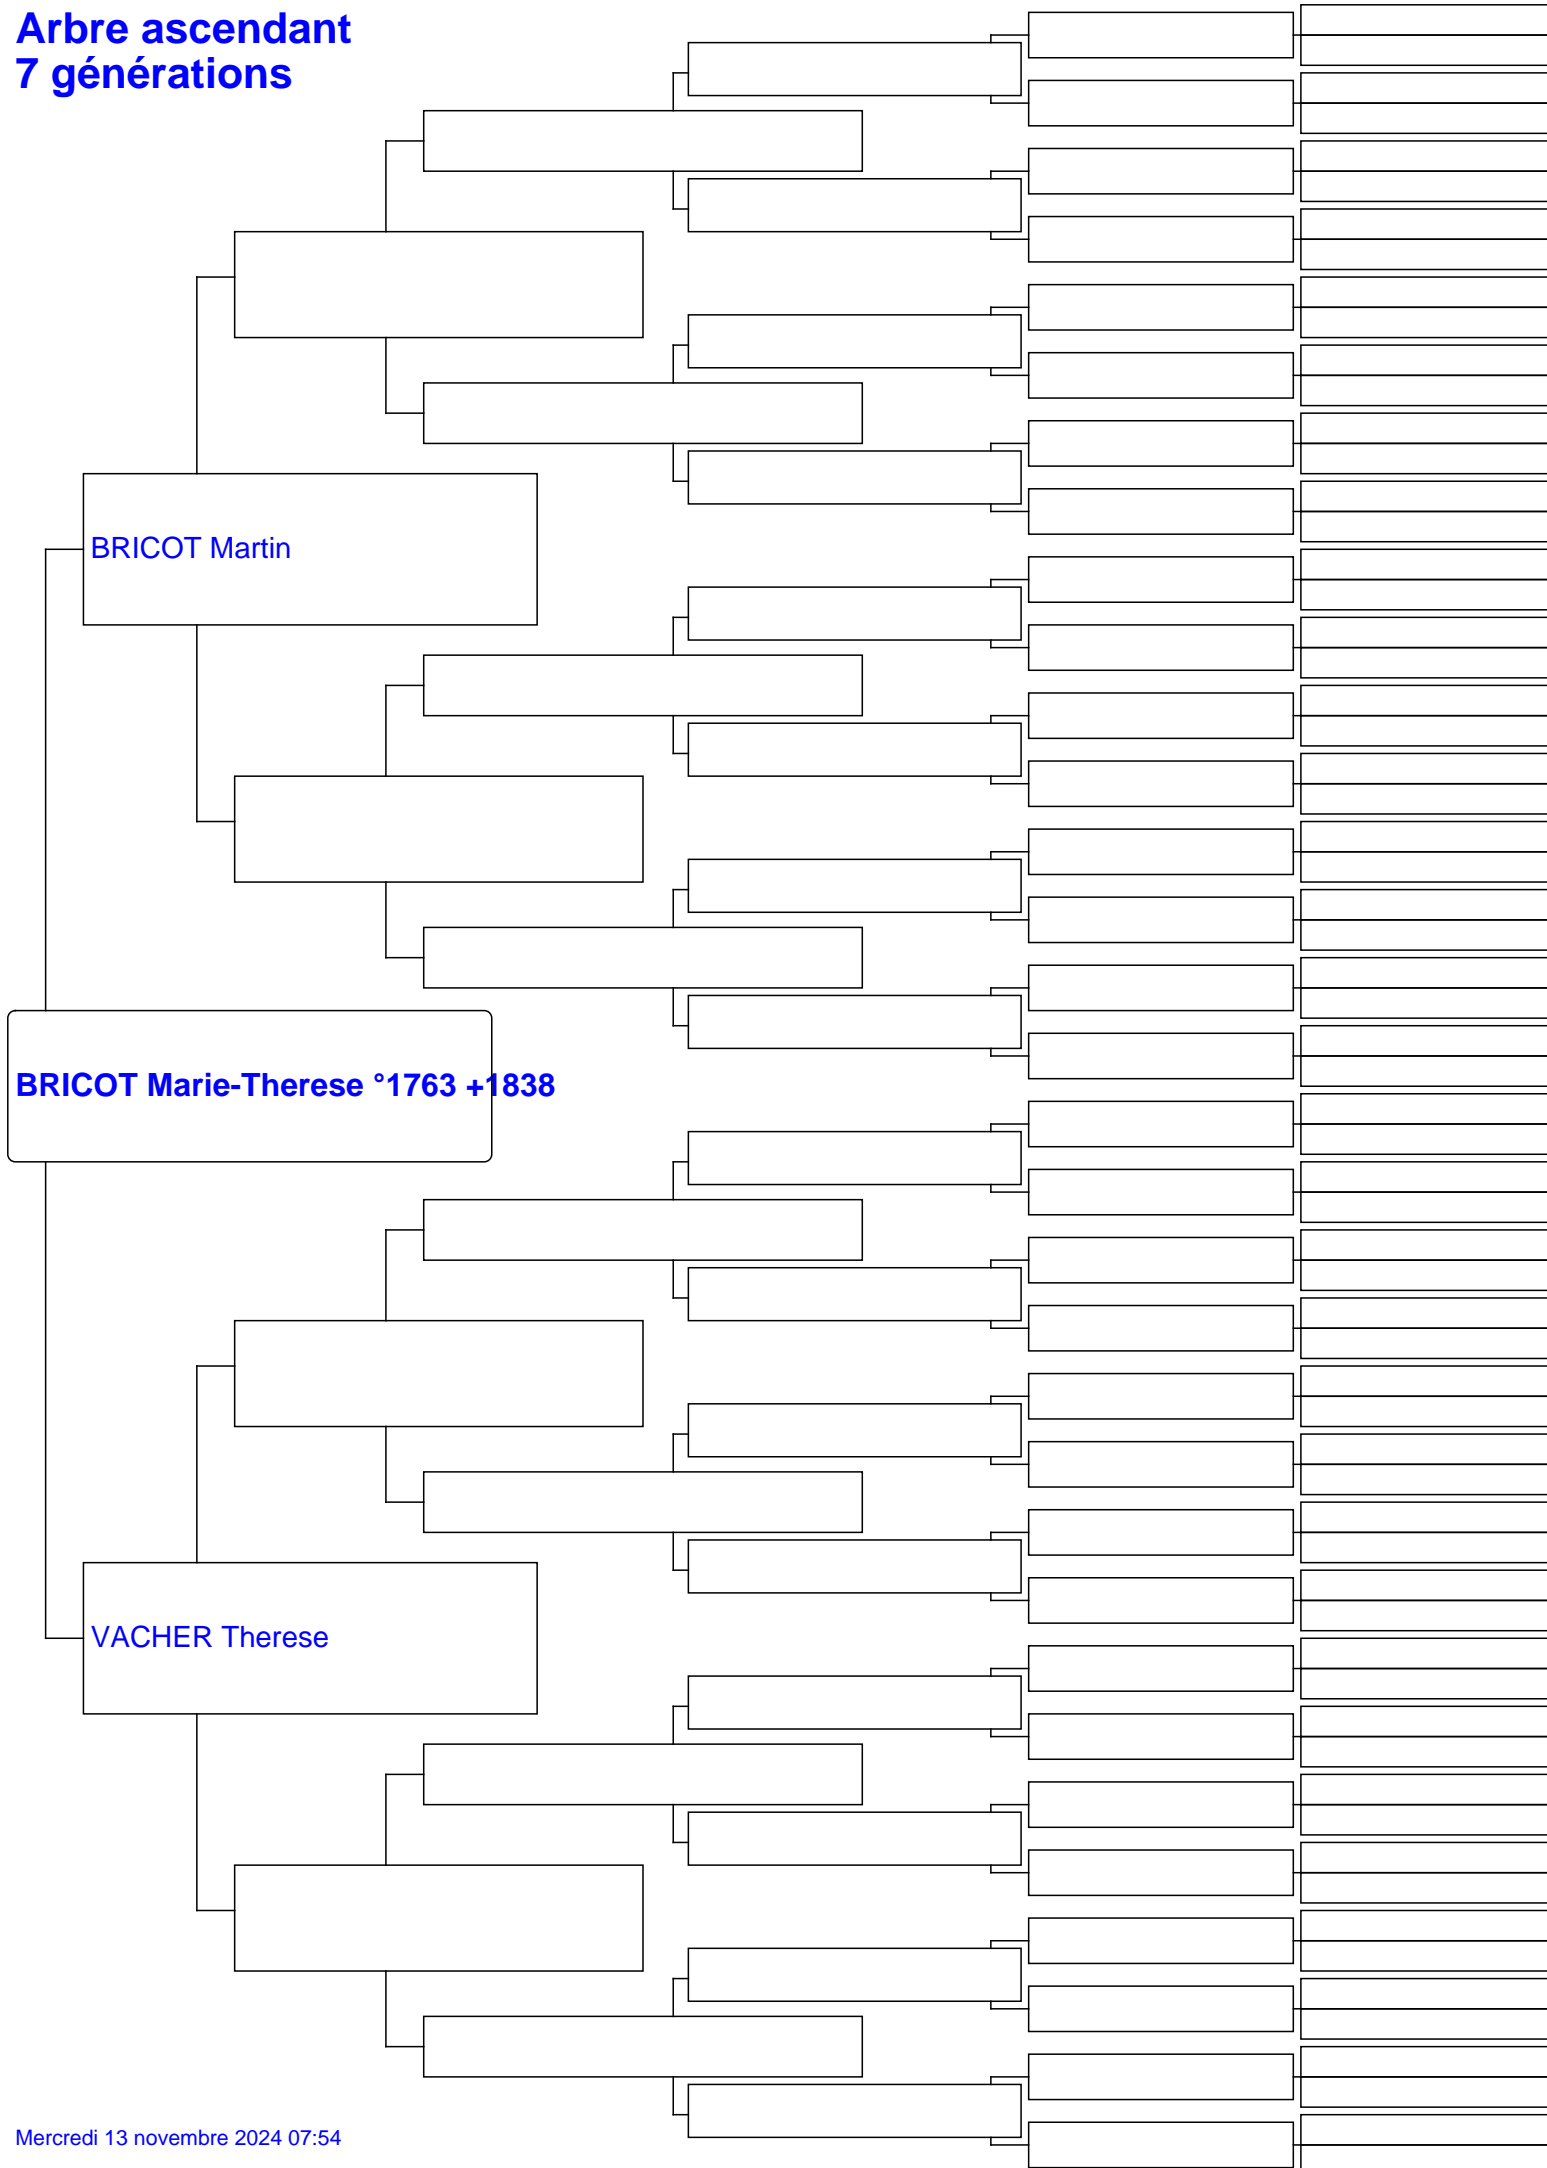 Arbre ascendant
7 générations
BRICOT Martin
BRICOT Marie-Therese °1763 +1838
VACHER Therese
Mercredi 13 novembre 2024 07:54